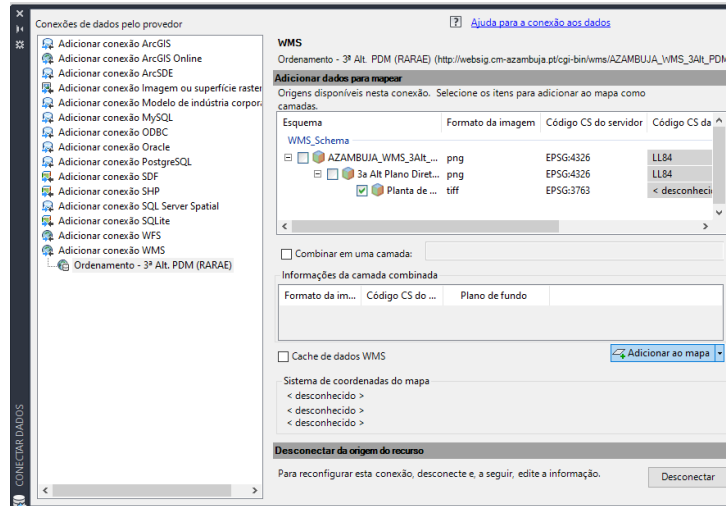 Conexões de dados pelo provedor
Adicionar conexão ArcGIS
Adicionar conexão ArcGIS Online
Adicionar conexão ArcSDE
Adicionar conexão Imagem ou superfície raster
Adicionar conexão Modelo de indústria corpora
Adicionar conexão MySQL
Adicionar conexão ODBC
Adicionar conexão Oracle
Adicionar conexão PostgreSQL
Adicionar conexão SDF
Adicionar conexão SHP
Adicionar conexão SQL Server Spatial
Adicionar conexão SQLite
Adicionar conexão WFS
Adicionar conexão WMS
Ordenamento - 3ª Alt. PDM (RARAE)
CONECTAR DADOS
? Ajuda para a conexão aos dados
WMS
Ordenamento - 3ª Alt. PDM (RARAE) (http://websig.cm-azambuja.pt/cgi-bin/wms/AZAMBUJA_WMS_3Alt_PDM
Adicionar dados para mapear
Origens disponíveis nesta conexão. Selecione os itens para adicionar ao mapa como
camadas.
Esquema Formato da imagem Código CS do servidor Código CS da
WMS_Schema
AZAMBUJA_WMS_3Alt_... png EPSG:4326 LL84
3a Alt Plano Diret... png EPSG:4326 LL84
Planta de ... tiff EPSG:3763 < desconheci
Combinar em uma camada:
Informações da camada combinada
Formato da im... Código CS do ... Plano de fundo
Cache de dados WMS
Adicionar ao mapa
Sistema de coordenadas do mapa
< desconhecido >
< desconhecido >
< desconhecido >
Desconectar da origem do recurso
Para reconfigurar esta conexão, desconecte e, a seguir, edite a informação.
Desconectar